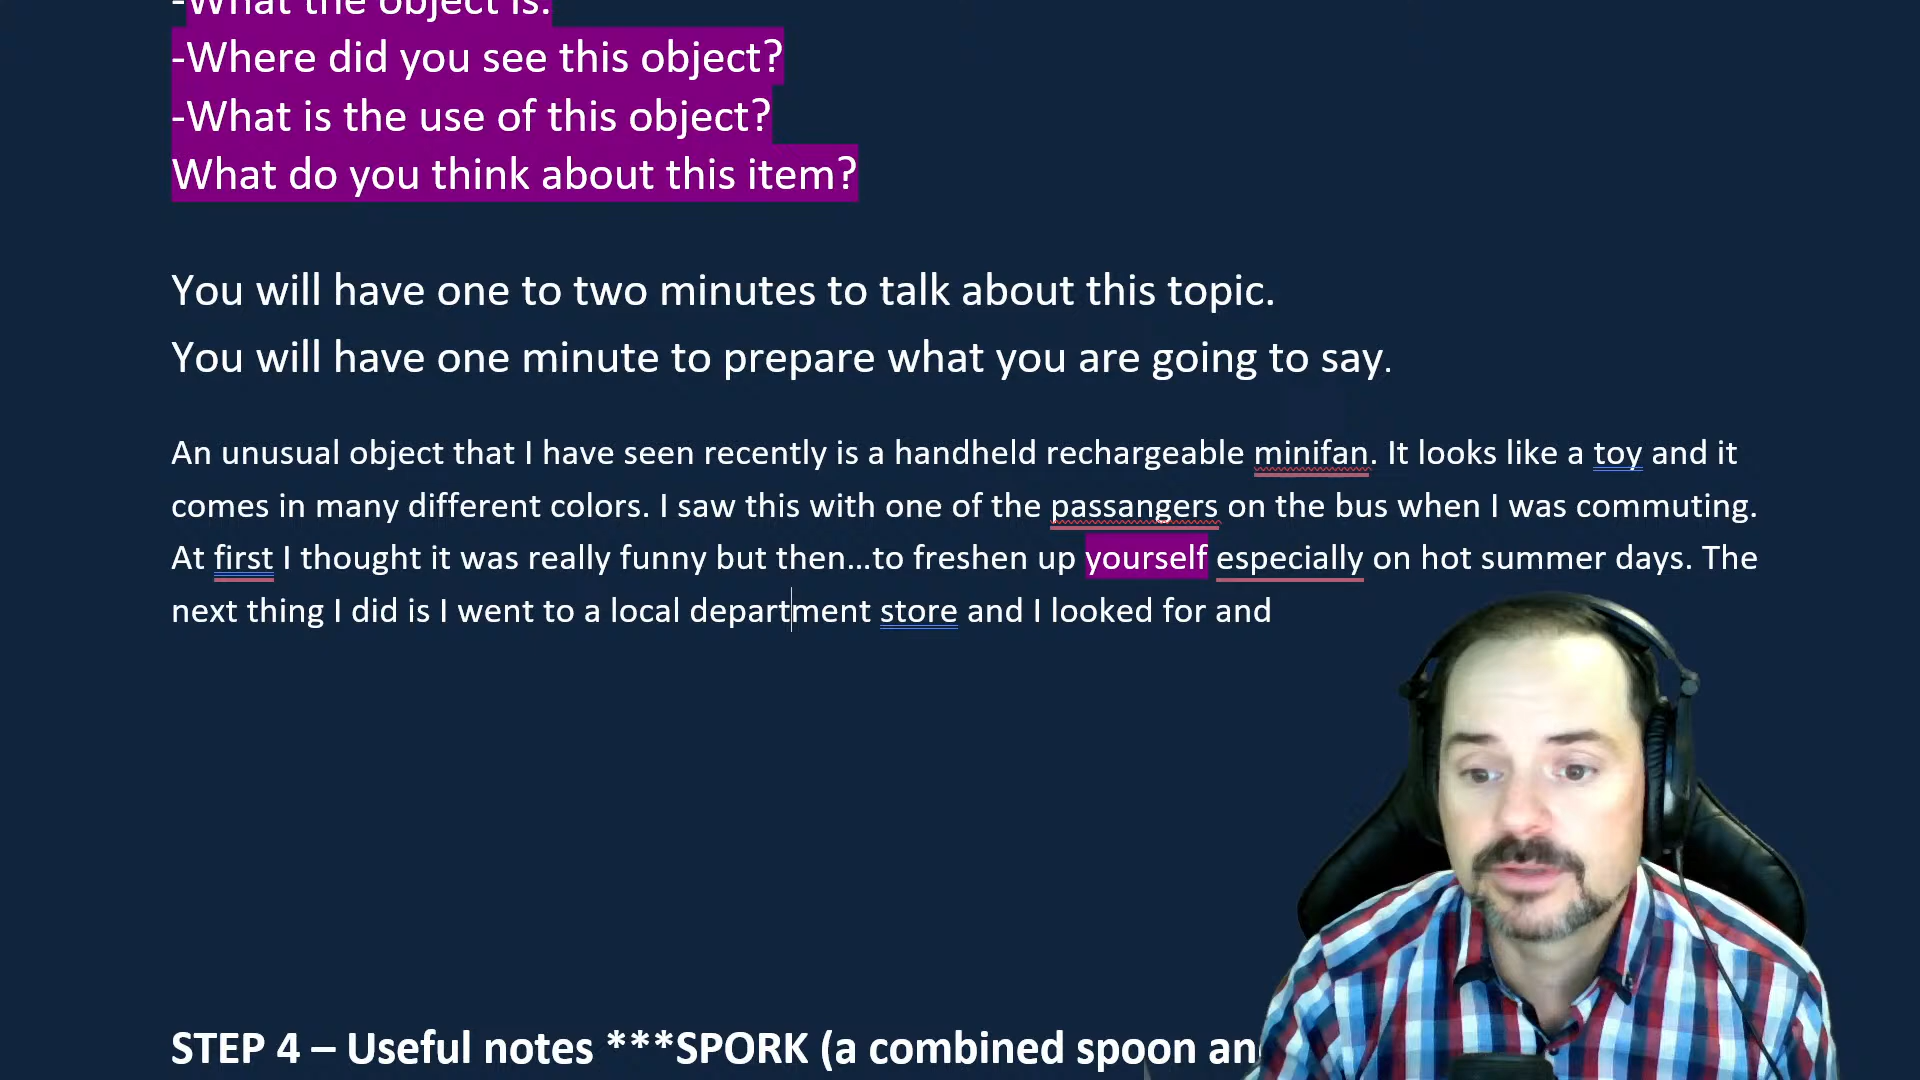 -What the object is.
-Where did you see this object?
-What is the use of this object?
What do you think about this item?
You will have one to two minutes to talk about this topic.
You will have one minute to prepare what you are going to say.
An unusual object that I have seen recently is a handheld rechargeable minifan. It looks like a toy and it
comes in many different colors. I saw this with one of the passangers on the bus when I was commuting.
At first I thought it was really funny but then…to freshen up yourself especially on hot summer days. The
next thing I did is I went to a local department store and I looked for and
STEP 4 – Useful notes ***SPORK (a combined spoon an